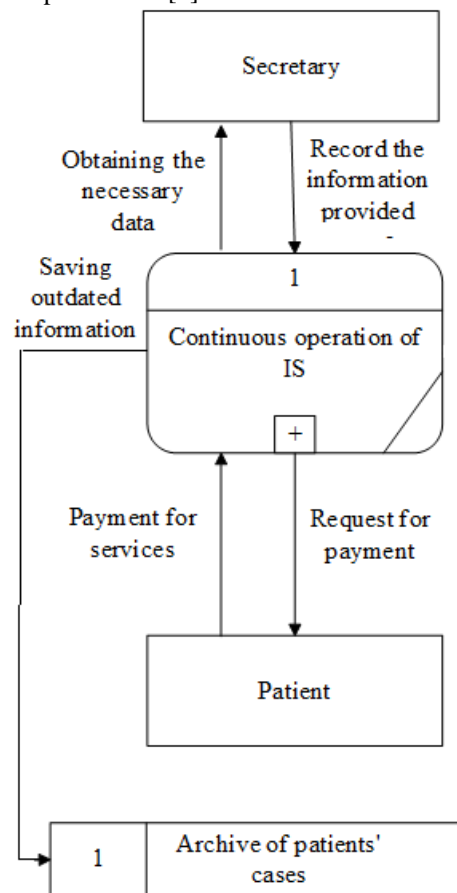 Secretary
Obtaining the
necessary
data
Record the
information
provided
Saving
outdated
information
1
Continuous operation of
IS
+
Payment for
services
Request for
payment
Patient
1
Archive of patients'
cases